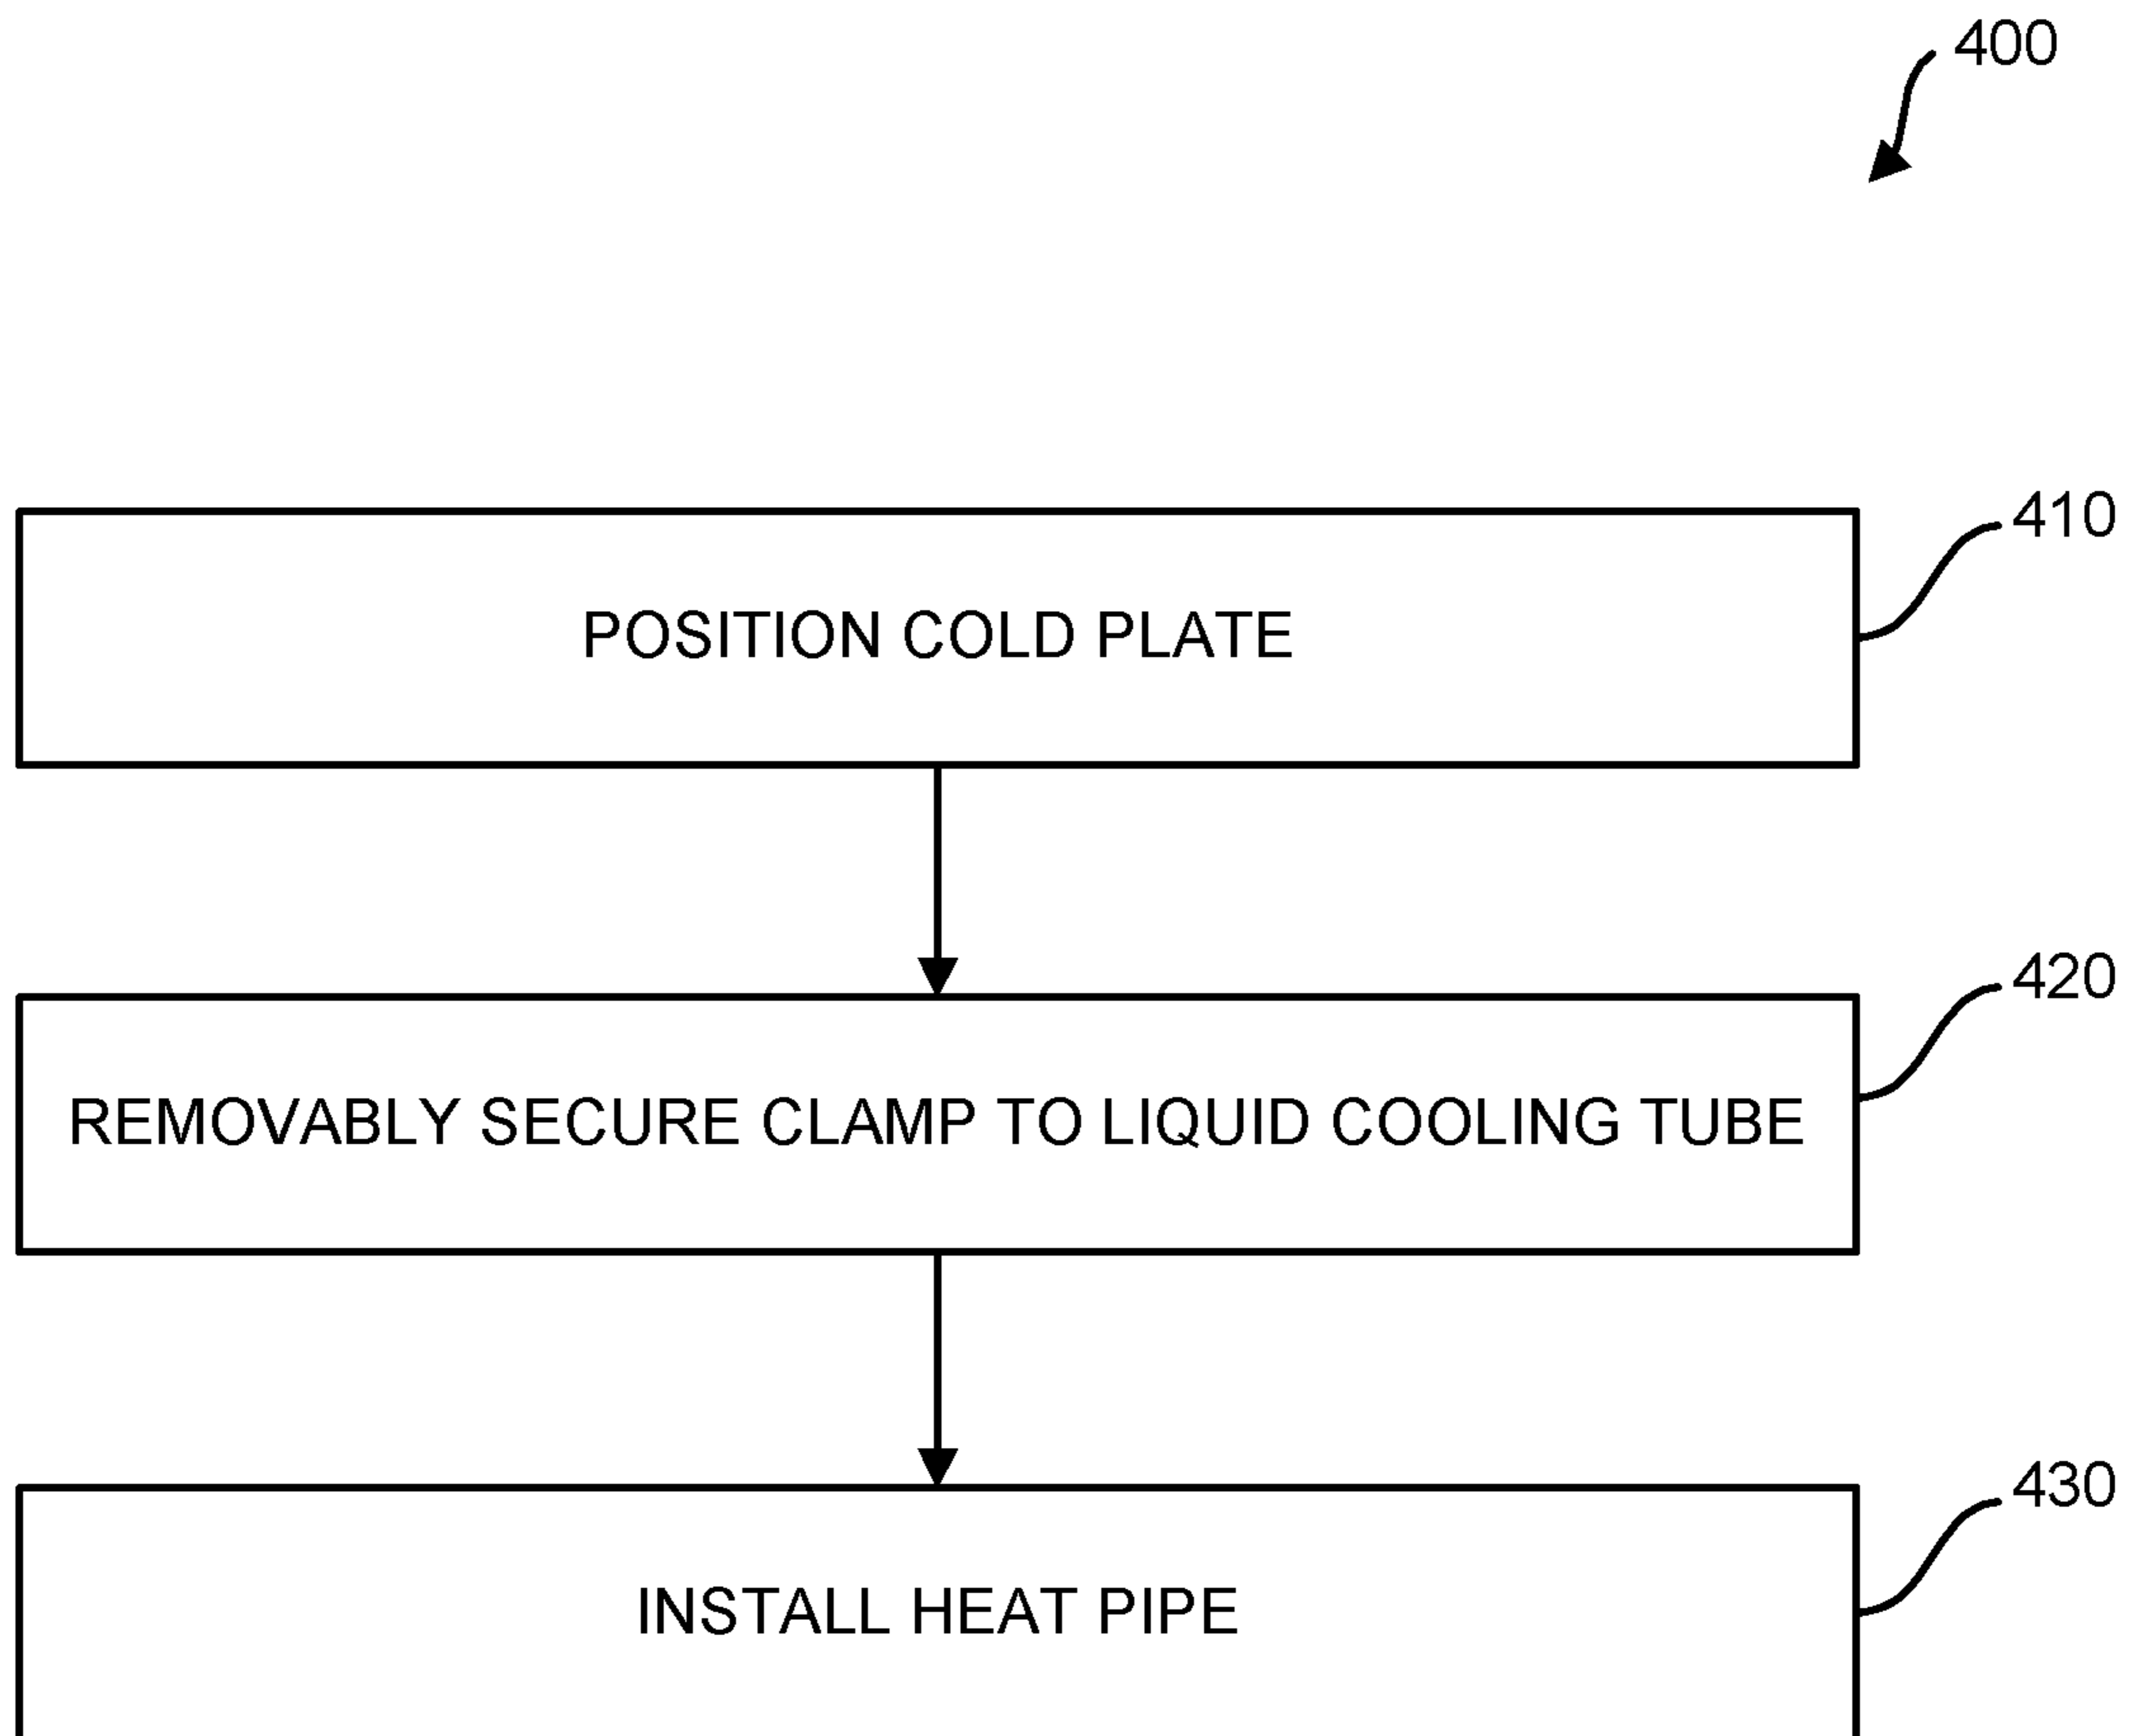 400
410
POSITION COLD PLATE
420
REMOVABLY SECURE CLAMP TO LIQUID COOLING TUBE
430
INSTALL HEAT PIPE